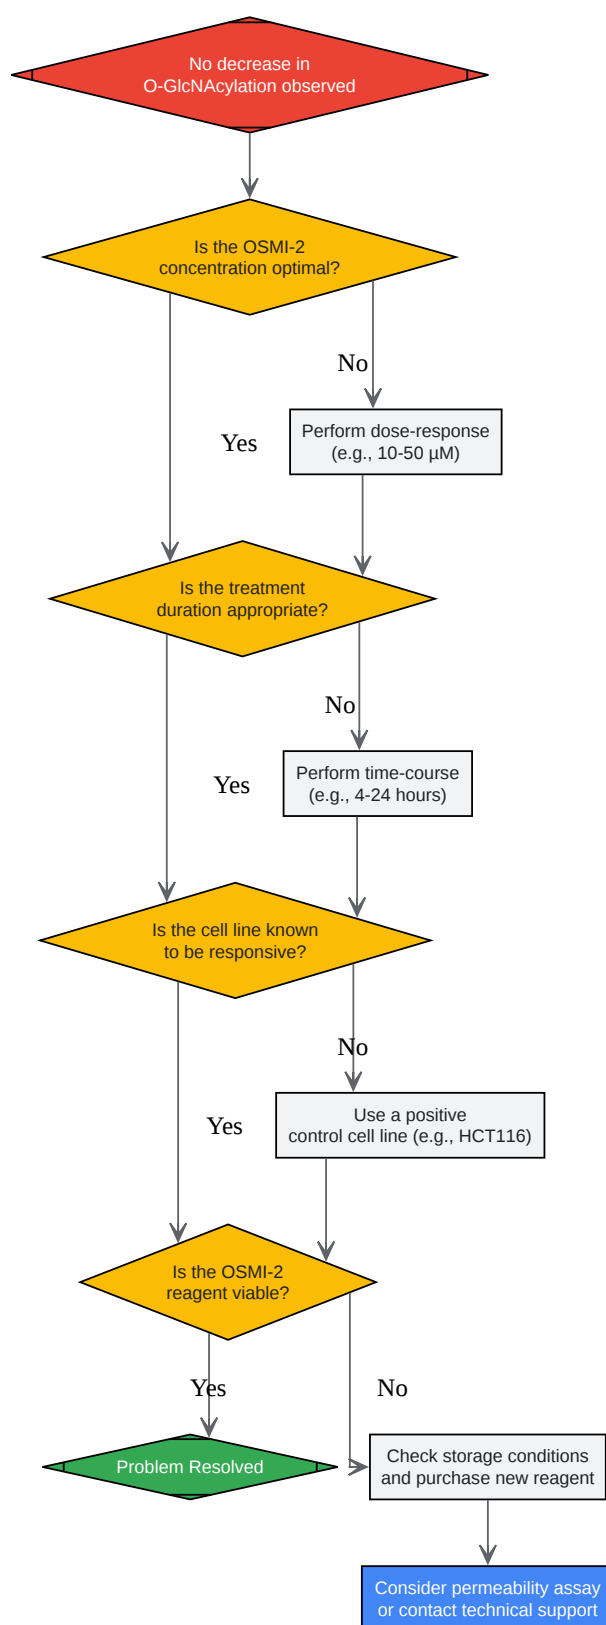 No decrease in
O-GlcNAcylation observed
Is the OSMI-2
concentration optimal?
No
Yes
Perform dose-response
(e.g., 10-50 µM)
Is the treatment
duration appropriate?
No
Yes
Perform time-course
(e.g., 4-24 hours)
Is the cell line known
to be responsive?
No
Yes
Use a positive
control cell line (e.g., HCT116)
Is the OSMI-2
reagent viable?
Yes
No
Problem Resolved
Check storage conditions
and purchase new reagent
Consider permeability assay
or contact technical support